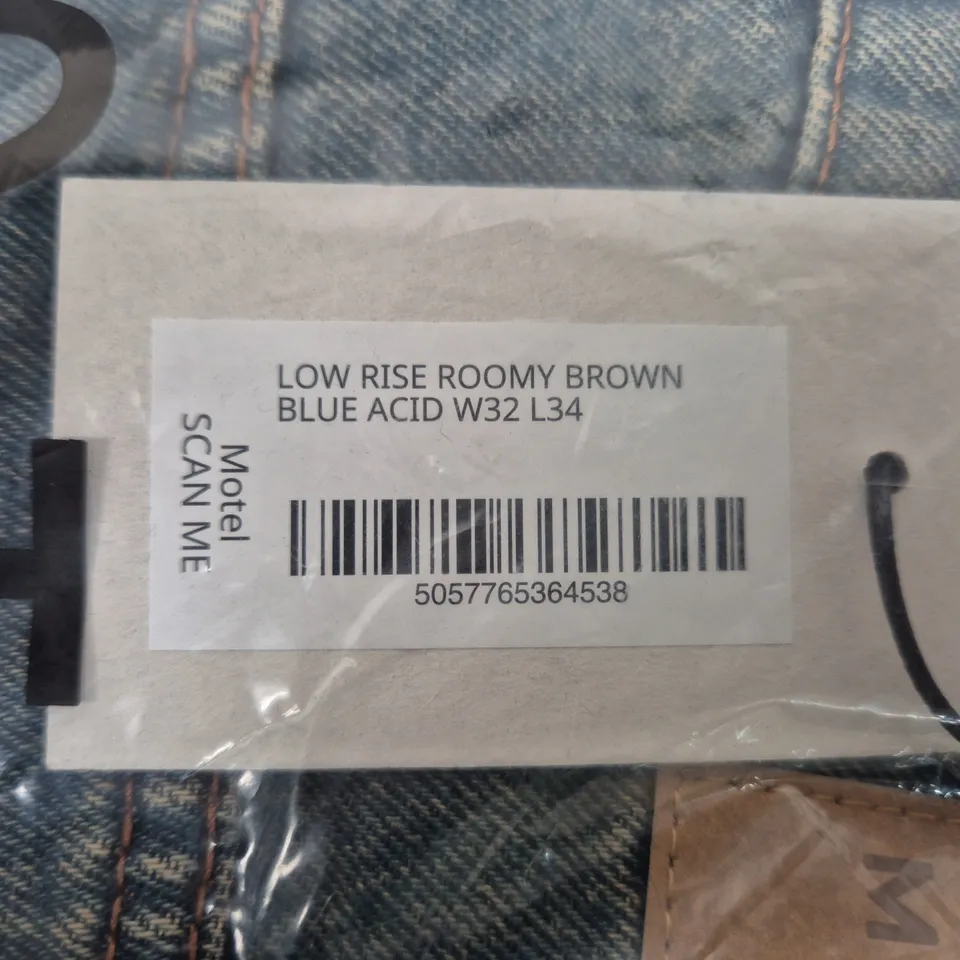 LOW RISE ROOMY BROWN
BLUE ACID W32 L34
Motel
SCAN ME
5057765364538
M